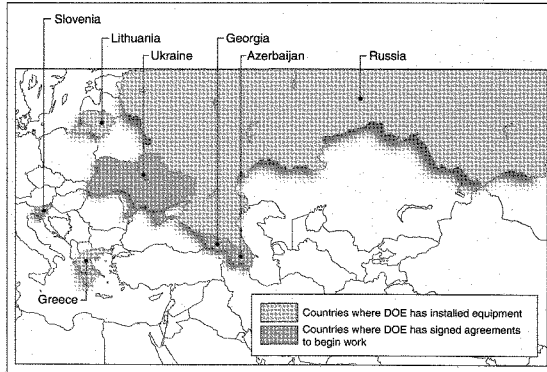 Slovenia
Lithuania
Ukraine
Georgia
Azerbaijan
Russia
Greece
Countries where DOE has installed equipment
Countries where DOE has signed agreements
to begin work